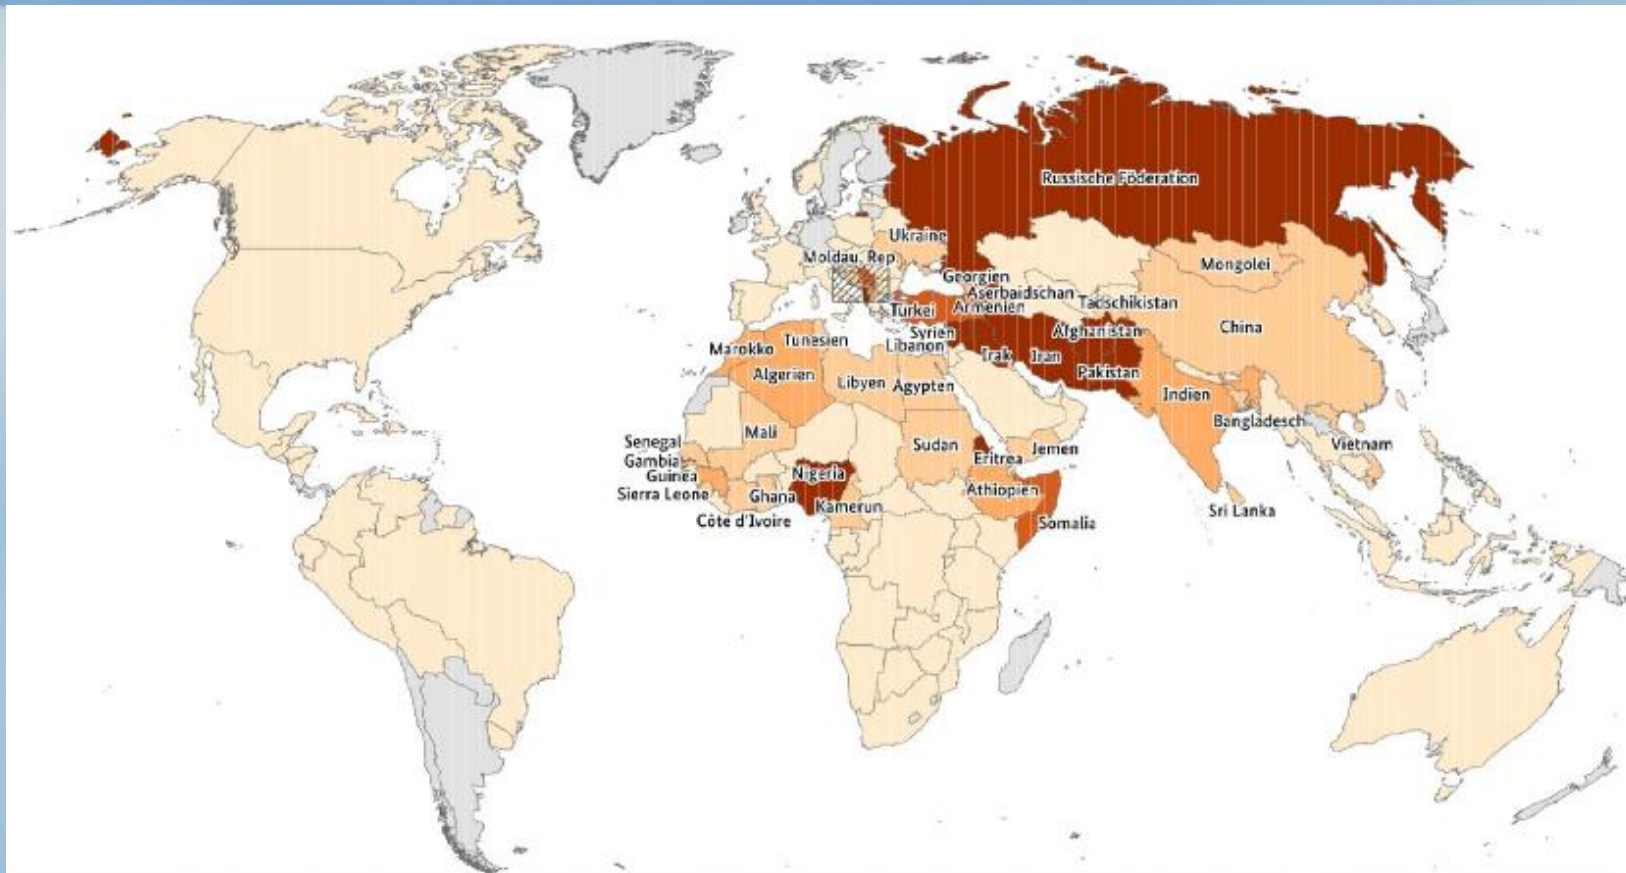 Russische Föderation
Ukraine
Moldau, Rep.
Mongolei
Georgien
Aserbaidschan
Tadschikistan
Armenien
Türkei
China
Afghanistan
Syrien
Tunesien
Marokko
Libanon
Irak
Iran
Pakistan
Algerien
Libyen
Ägypten
Indien
Bangladesch
Mali
Senegal
Sudan
Jemen
Vietnam
Gambia
Eritrea
Guinea
Nigeria
Sierra Leone
Ghana
Äthiopien
Kamerun
Sri Lanka
Côte d'Ivoire
Somalia